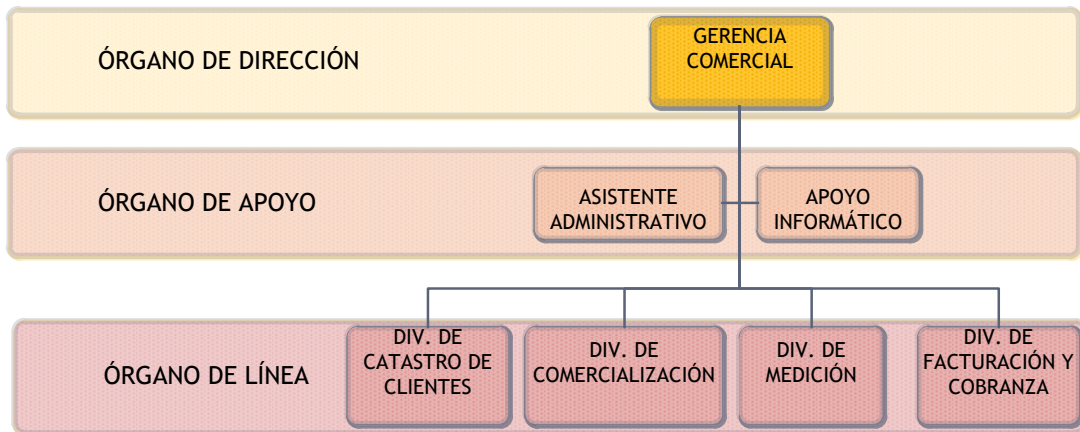 ÓRGANO DE DIRECCIÓN
GERENCIA
COMERCIAL
ÓRGANO DE APOYO
ASISTENTE
ADMINISTRATIVO
APOYO
INFORMÁTICO
ÓRGANO DE LÍNEA
DIV. DE
CATASTRO DE
CLIENTES
DIV. DE
COMERCIALIZACIÓN
DIV. DE
MEDICIÓN
DIV. DE
FACTURACIÓN Y
COBRANZA